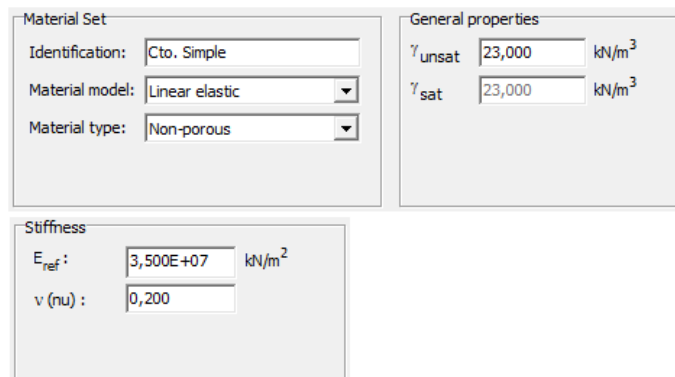 Material Set
Identification: Cto. Simple
Material model: Linear elastic
Material type: Non-porous
General properties
γunsat 23,000 kN/m³
γsat 23,000 kN/m³
Stiffness
Eref : 3,500E+07 kN/m²
ν (nu) : 0,200